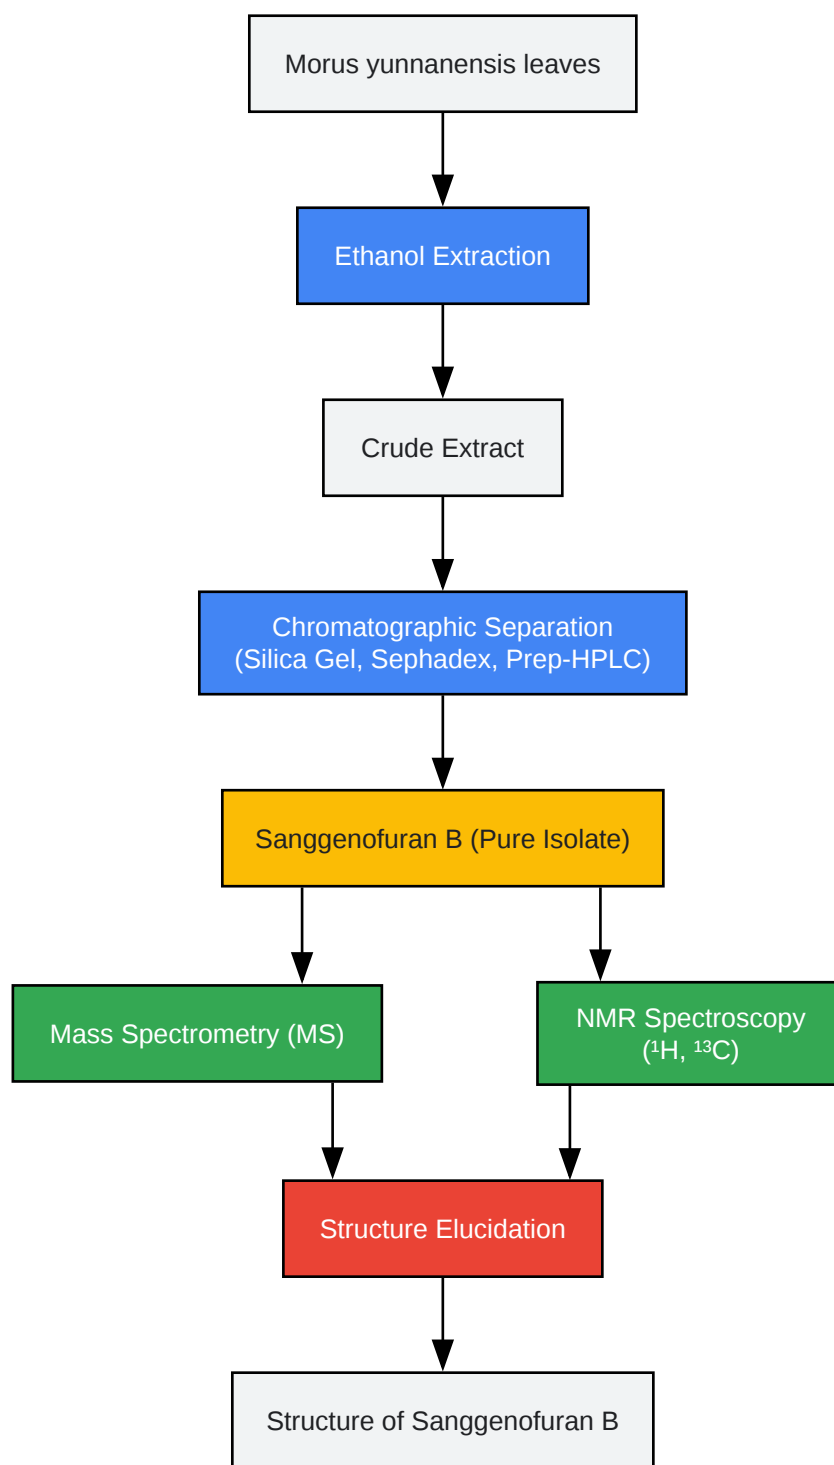 Morus yunnanensis leaves
Ethanol Extraction
Crude Extract
Chromatographic Separation
(Silica Gel, Sephadex, Prep-HPLC)
Sanggenofuran B (Pure Isolate)
Mass Spectrometry (MS)
NMR Spectroscopy
(¹H, ¹³C)
Structure Elucidation
Structure of Sanggenofuran B